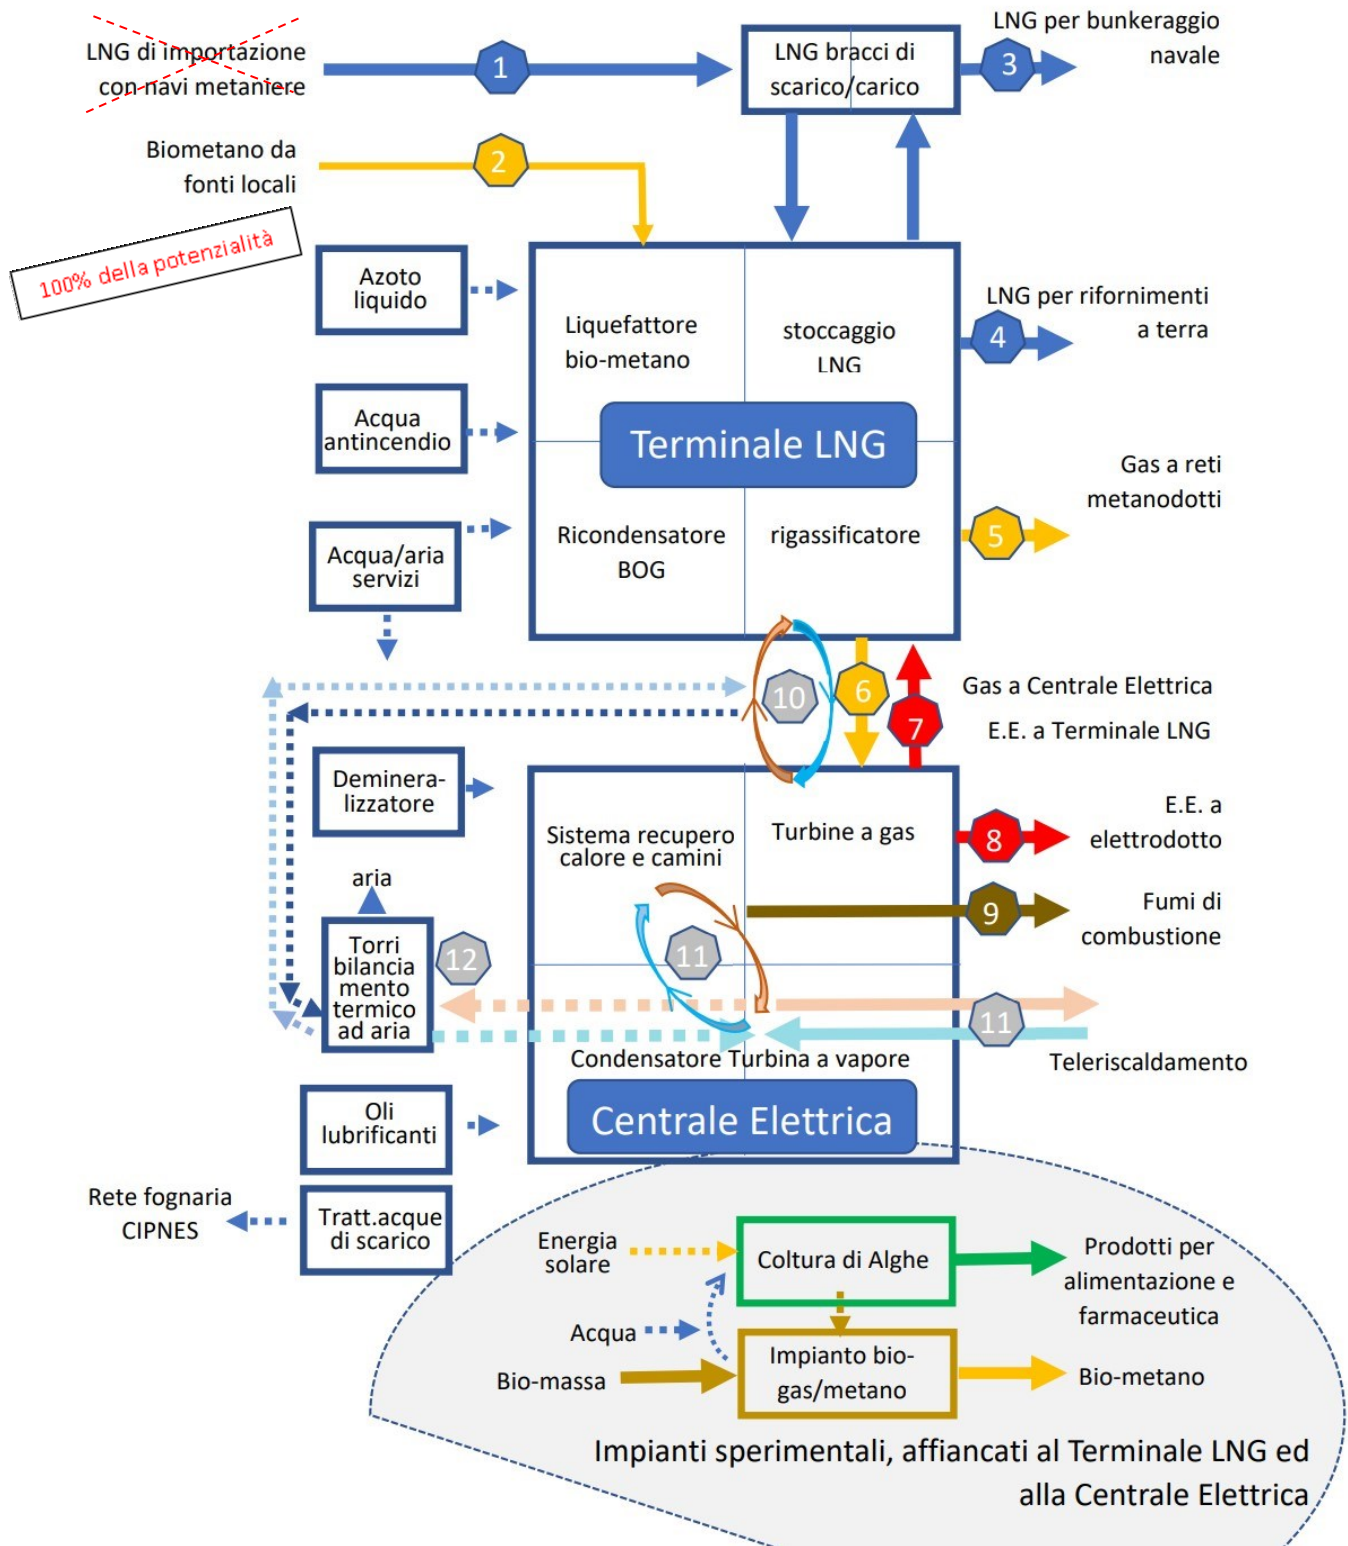 LNG di importazione
con navi metaniere
1
LNG bracci di
scarico/carico
3
LNG per bunkeraggio
navale
Biometano da
fonti locali
2
100% della potenzialità
Azoto
liquido
Liquefattore
bio-metano
stoccaggio
LNG
4
LNG per rifornimenti
a terra
Acqua
antincendio
Terminale LNG
Gas a reti
metanodotti
5
Acqua/aria
servizi
Ricondensatore
BOG
rigassificatore
10
6
7
Gas a Centrale Elettrica
E.E. a Terminale LNG
Deminera-
lizzatore
Sistema recupero
calore e camini
Turbine a gas
8
E.E. a
elettrodotto
aria
9
Fumi di
combustione
Torri
bilancia
mento
termico
ad aria
12
11
11
Teleriscaldamento
Condensatore Turbina a vapore
Centrale Elettrica
Oli
lubrificanti
Rete fognaria
CIPNES
Tratt.acque
di scarico
Energia
solare
Coltura di Alghe
Prodotti per
alimentazione e
farmaceutica
Acqua
Bio-massa
Impianto bio-
gas/metano
Bio-metano
Impianti sperimentali, affiancati al Terminale LNG ed
alla Centrale Elettrica